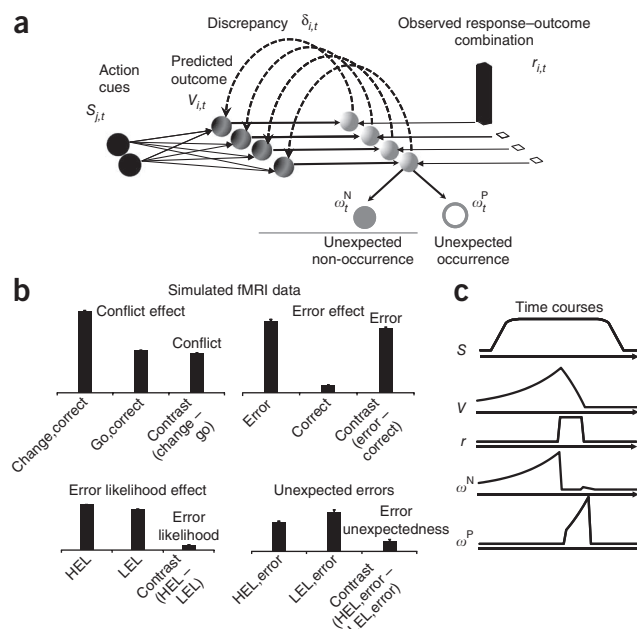 a
Discrepancy δi,t
Observed response–outcome
combination
ri,t
Action
cues
Sj,t
Predicted
outcome
Vi,t
ωtN
ωtP
Unexpected
non-occurrence
Unexpected
occurrence
b
Simulated fMRI data
Conflict effect
Conflict
Change,correct
Go,correct
Contrast
(change –
go)
Error effect
Error
Error
Correct
Contrast
(error –
correct)
Error likelihood effect
Error
likelihood
HEL
LEL
Contrast
(HEL –
LEL)
Unexpected errors
Error
unexpectedness
HEL,error
LEL,error
Contrast
(HEL,error –
LEL,error)
c
Time courses
S
V
r
ωN
ωP